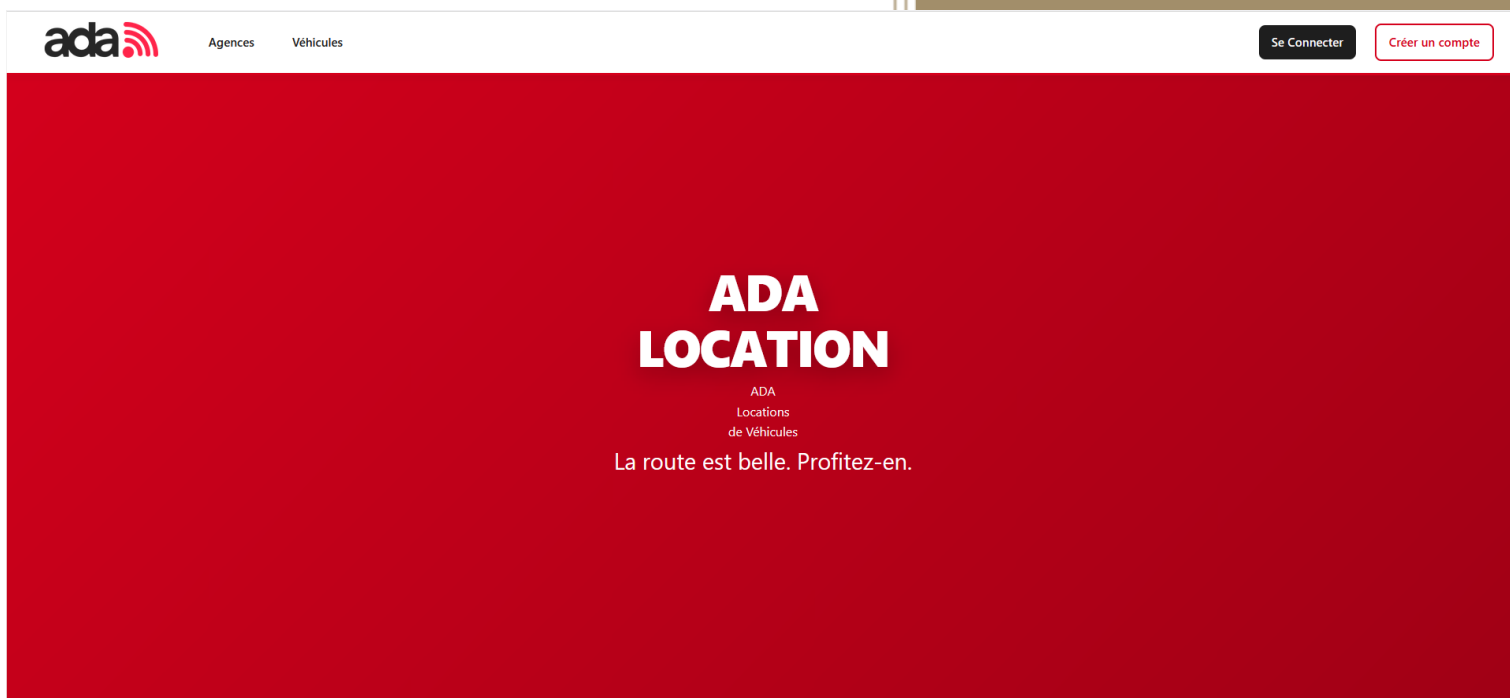 ada
Agences
Véhicules
Se Connecter
Créer un compte
ADA
LOCATION
ADA
Locations
de Véhicules
La route est belle. Profitez-en.